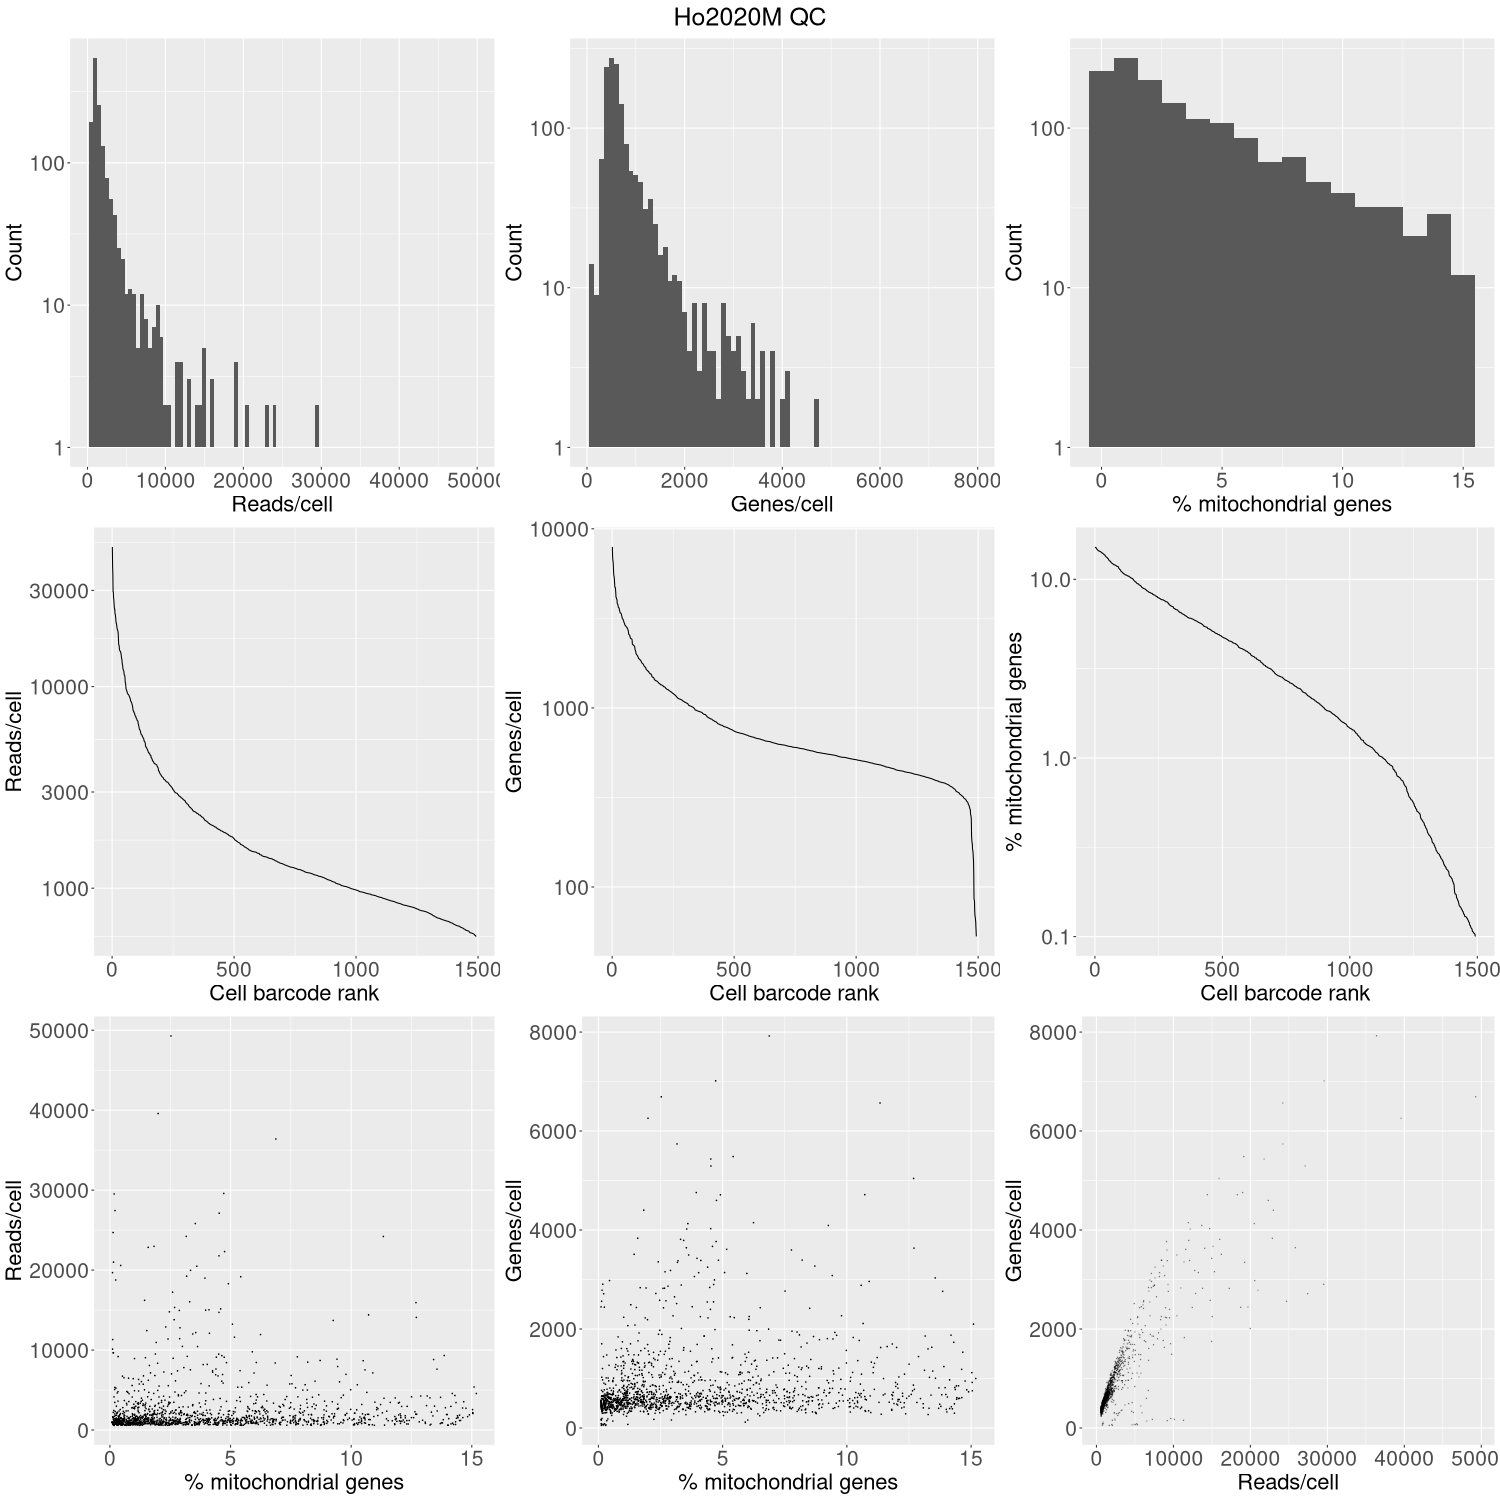 Ho2020M QC
Count
100
10
1
0 10000 20000 30000 40000 50000
Reads/cell
Count
100
10
1
0 2000 4000 6000 8000
Genes/cell
Count
100
10
1
0 5 10 15
% mitochondrial genes
Reads/cell
30000
10000
3000
1000
0 500 1000 1500
Cell barcode rank
Genes/cell
10000
1000
100
0 500 1000 1500
Cell barcode rank
% mitochondrial genes
10.0
1.0
0.1
0 500 1000 1500
Cell barcode rank
Reads/cell
50000
40000
30000
20000
10000
0
0 5 10 15
% mitochondrial genes
Genes/cell
8000
6000
4000
2000
0
0 5 10 15
% mitochondrial genes
Genes/cell
8000
6000
4000
2000
0
0 10000 20000 30000 40000 50000
Reads/cell